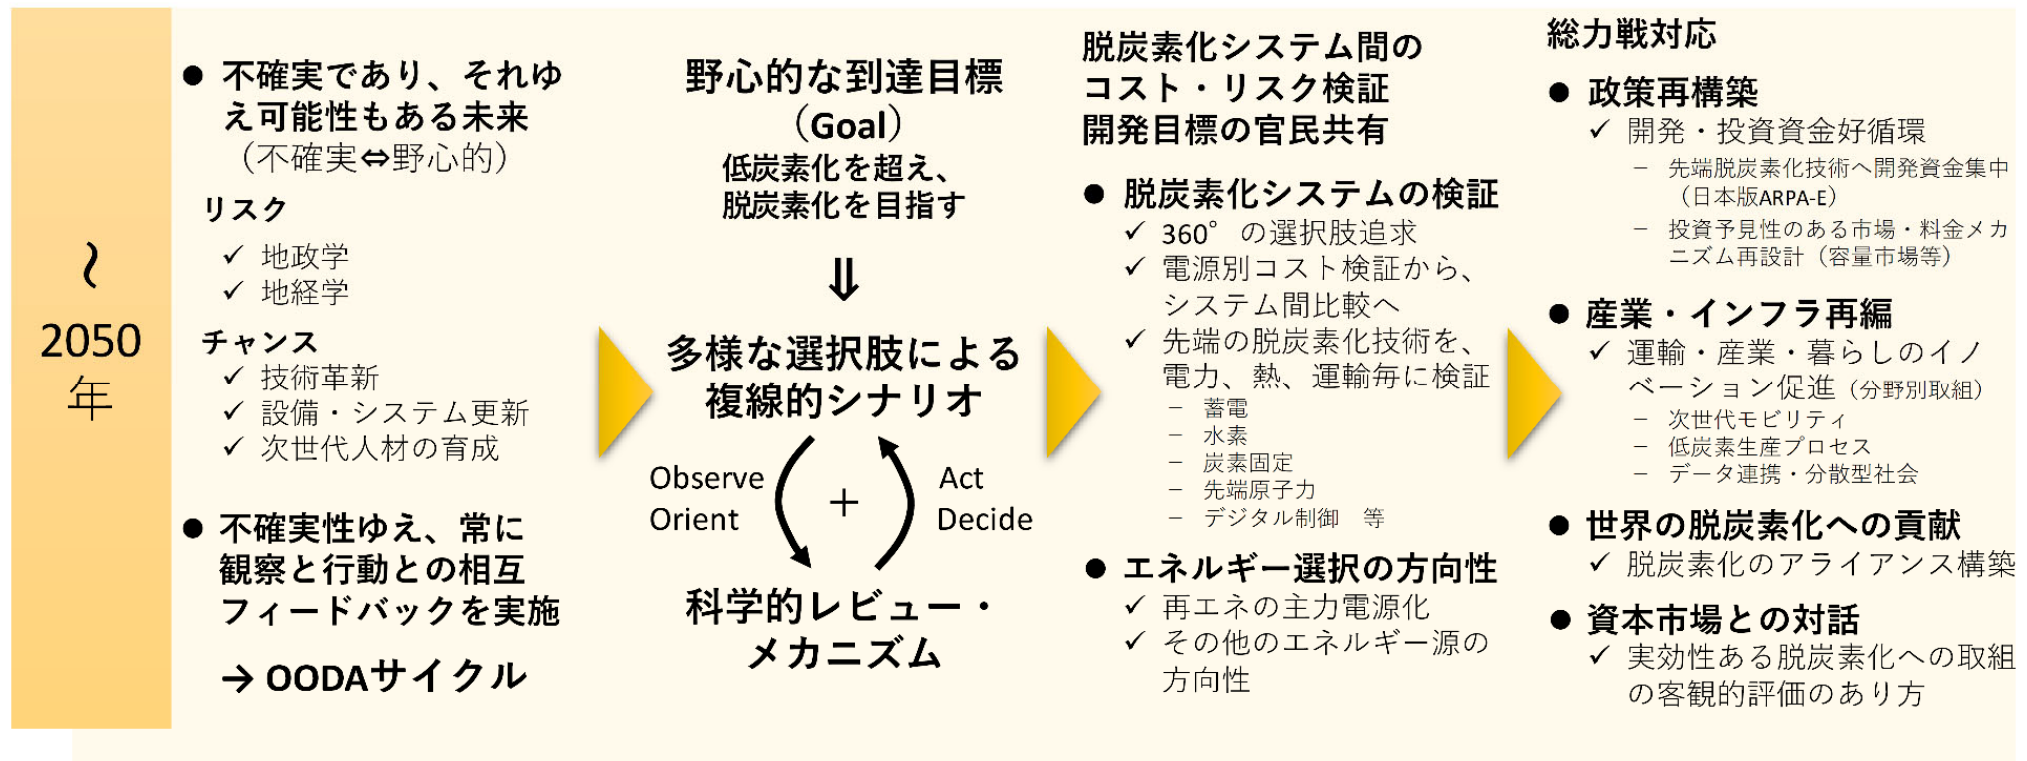 ~
2050
年
● 不確実であり、それゆ
え可能性もある未来
（不確実⇔野心的）
リスク
✓ 地政学
✓ 地経学
チャンス
✓ 技術革新
✓ 設備・システム更新
✓ 次世代人材の育成
● 不確実性ゆえ、常に
観察と行動との相互
フィードバックを実施
→ OODAサイクル
野心的な到達目標
（Goal）
低炭素化を超え、
脱炭素化を目指す
⇓
多様な選択肢による
複線的シナリオ
Observe
Orient
+
Act
Decide
科学的レビュー・
メカニズム
脱炭素化システム間の
コスト・リスク検証
開発目標の官民共有
● 脱炭素化システムの検証
✓ 360°の選択肢追求
✓ 電源別コスト検証から、
システム間比較へ
✓ 先端の脱炭素化技術を、
電力、熱、運輸毎に検証
− 蓄電
− 水素
− 炭素固定
− 先端原子力
− デジタル制御　等
● エネルギー選択の方向性
✓ 再エネの主力電源化
✓ その他のエネルギー源の
方向性
総力戦対応
● 政策再構築
✓ 開発・投資資金好循環
− 先端脱炭素化技術へ開発資金集中
（日本版ARPA-E）
− 投資予見性のある市場・料金メカ
ニズム再設計（容量市場等）
● 産業・インフラ再編
✓ 運輸・産業・暮らしのイノ
ベーション促進（分野別取組）
− 次世代モビリティ
− 低炭素生産プロセス
− データ連携・分散型社会
● 世界の脱炭素化への貢献
✓ 脱炭素化のアライアンス構築
● 資本市場との対話
✓ 実効性ある脱炭素化への取組
の客観的評価のあり方